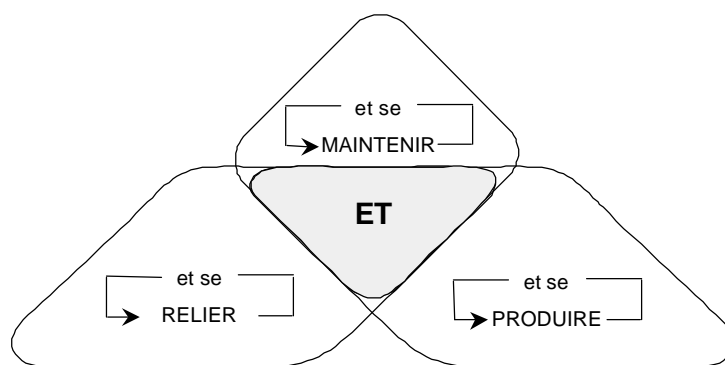 et se
MAINTENIR
ET
et se
RELIER
et se
PRODUIRE